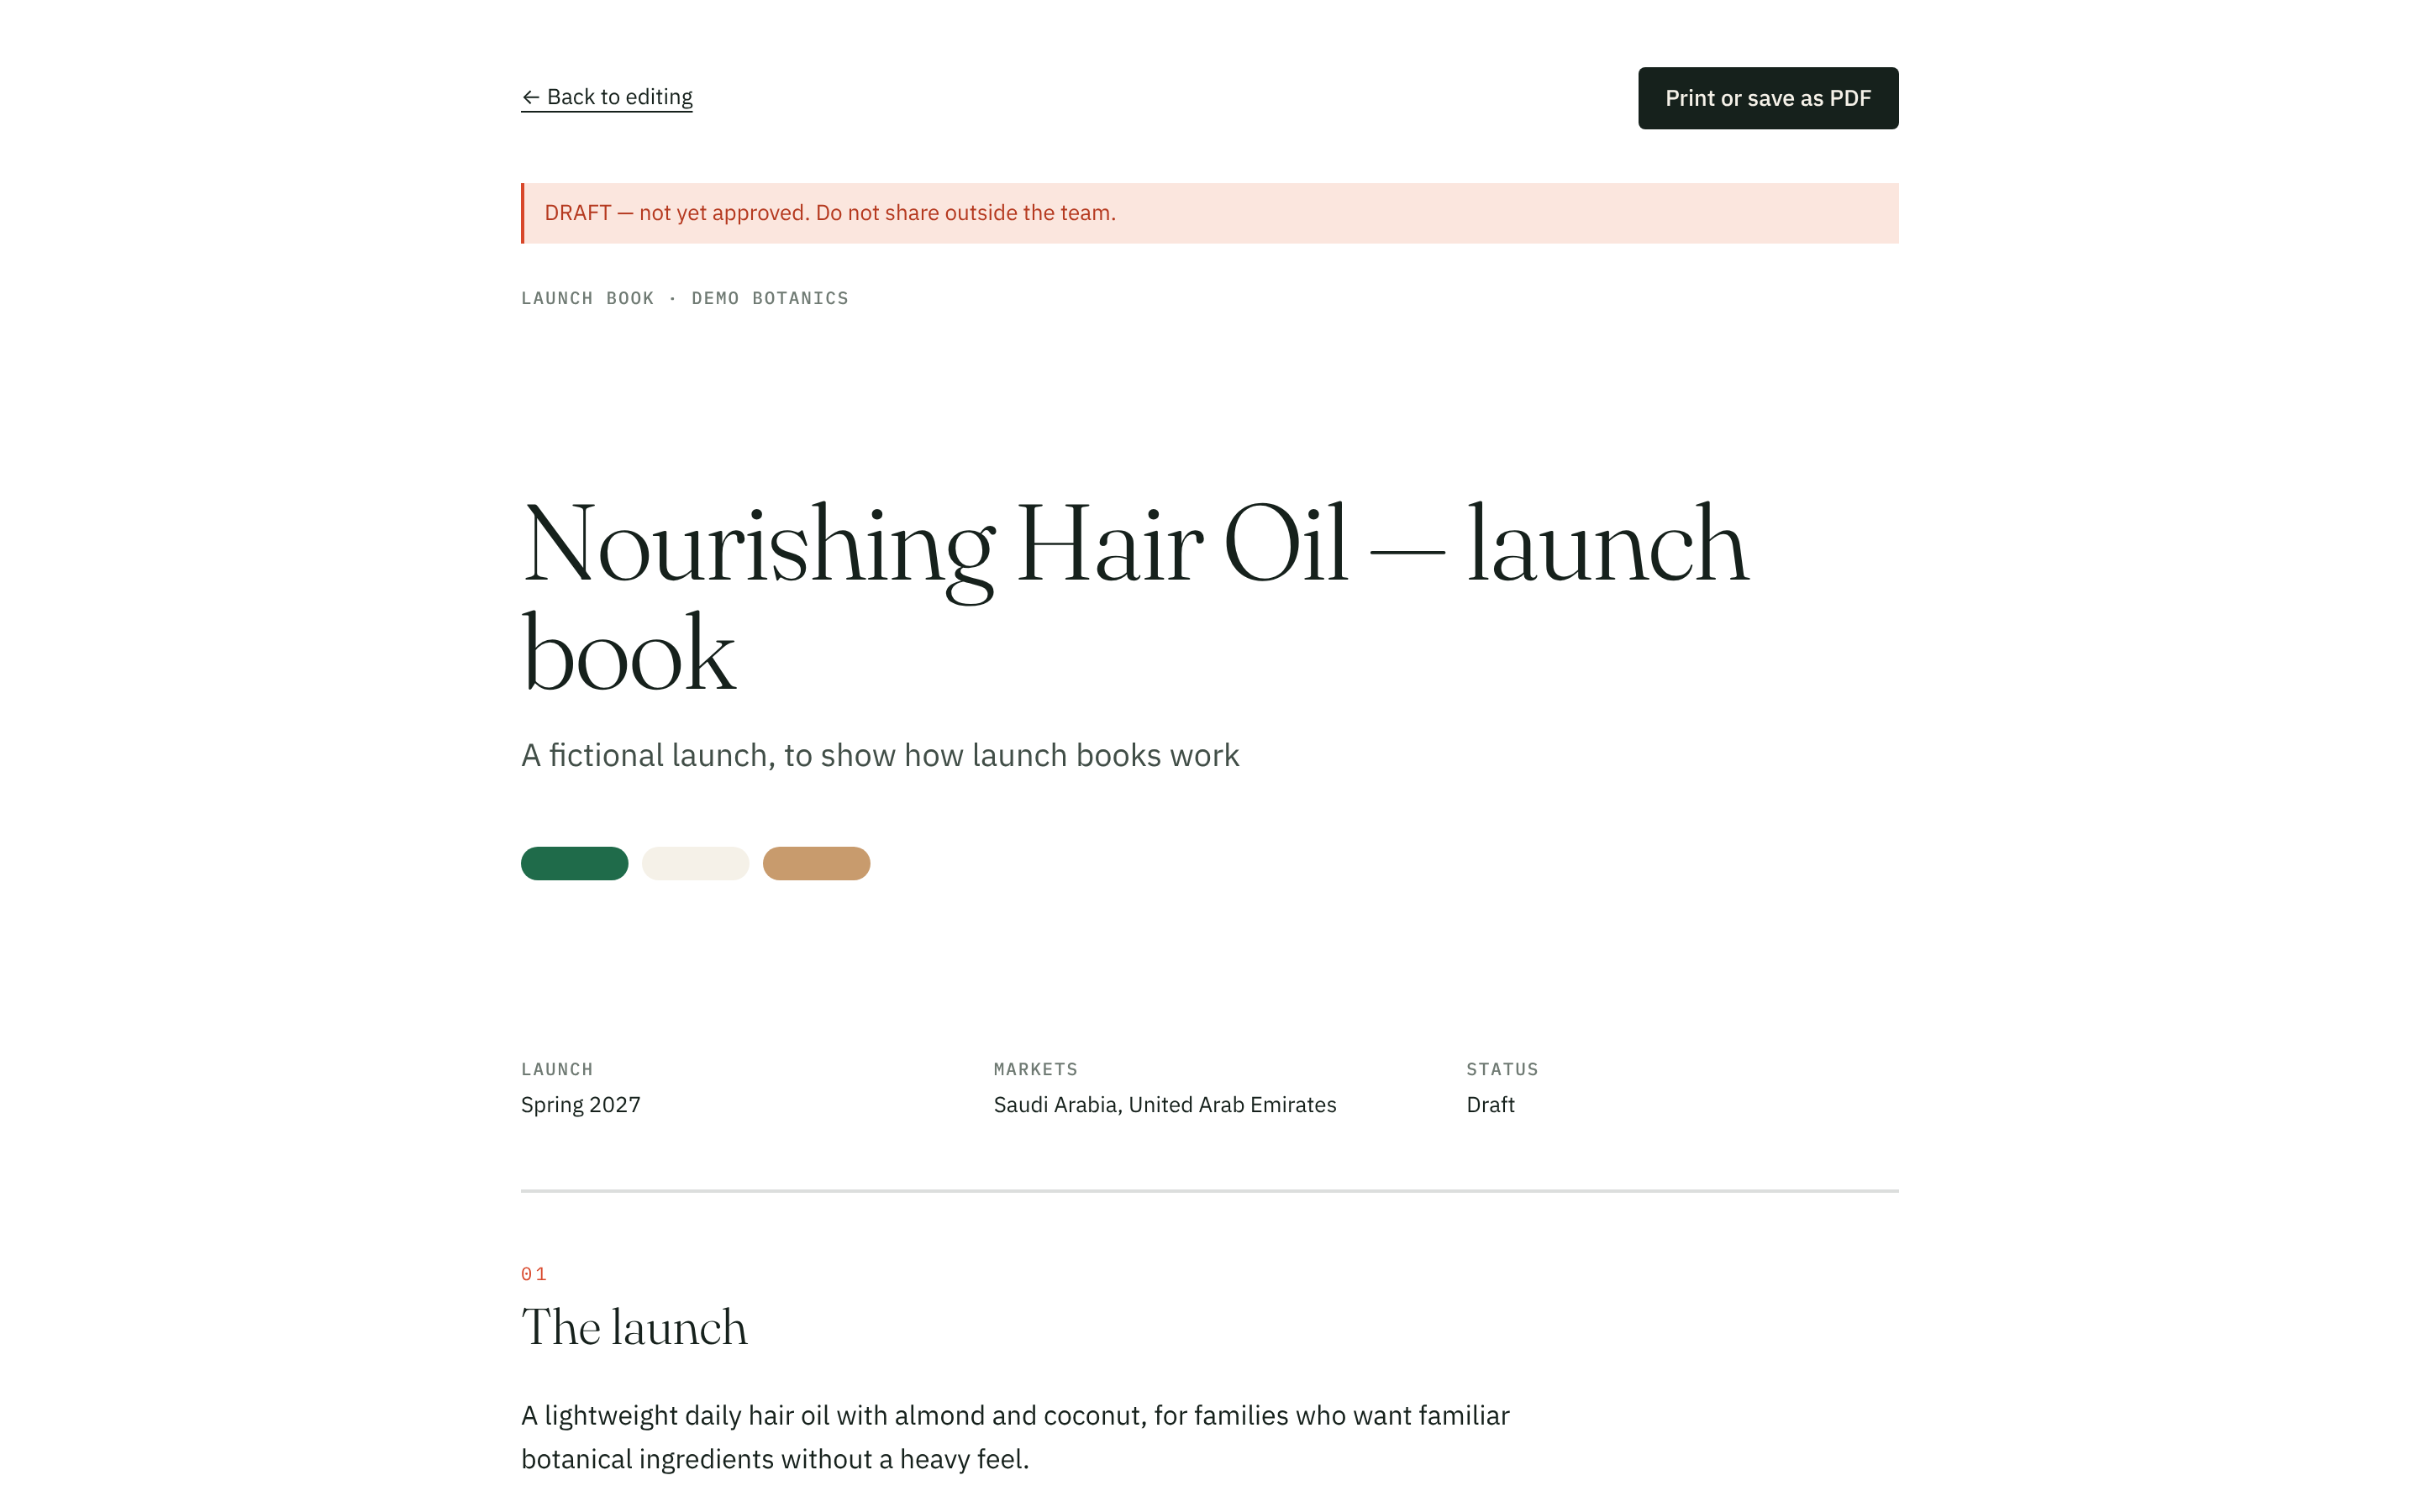 ← Back to editing
Print or save as PDF
DRAFT — not yet approved. Do not share outside the team.
LAUNCH BOOK · DEMO BOTANICS
Nourishing Hair Oil — launch
book
A fictional launch, to show how launch books work
LAUNCH
Spring 2027
MARKETS
Saudi Arabia, United Arab Emirates
STATUS
Draft
01
The launch
A lightweight daily hair oil with almond and coconut, for families who want familiar
botanical ingredients without a heavy feel.